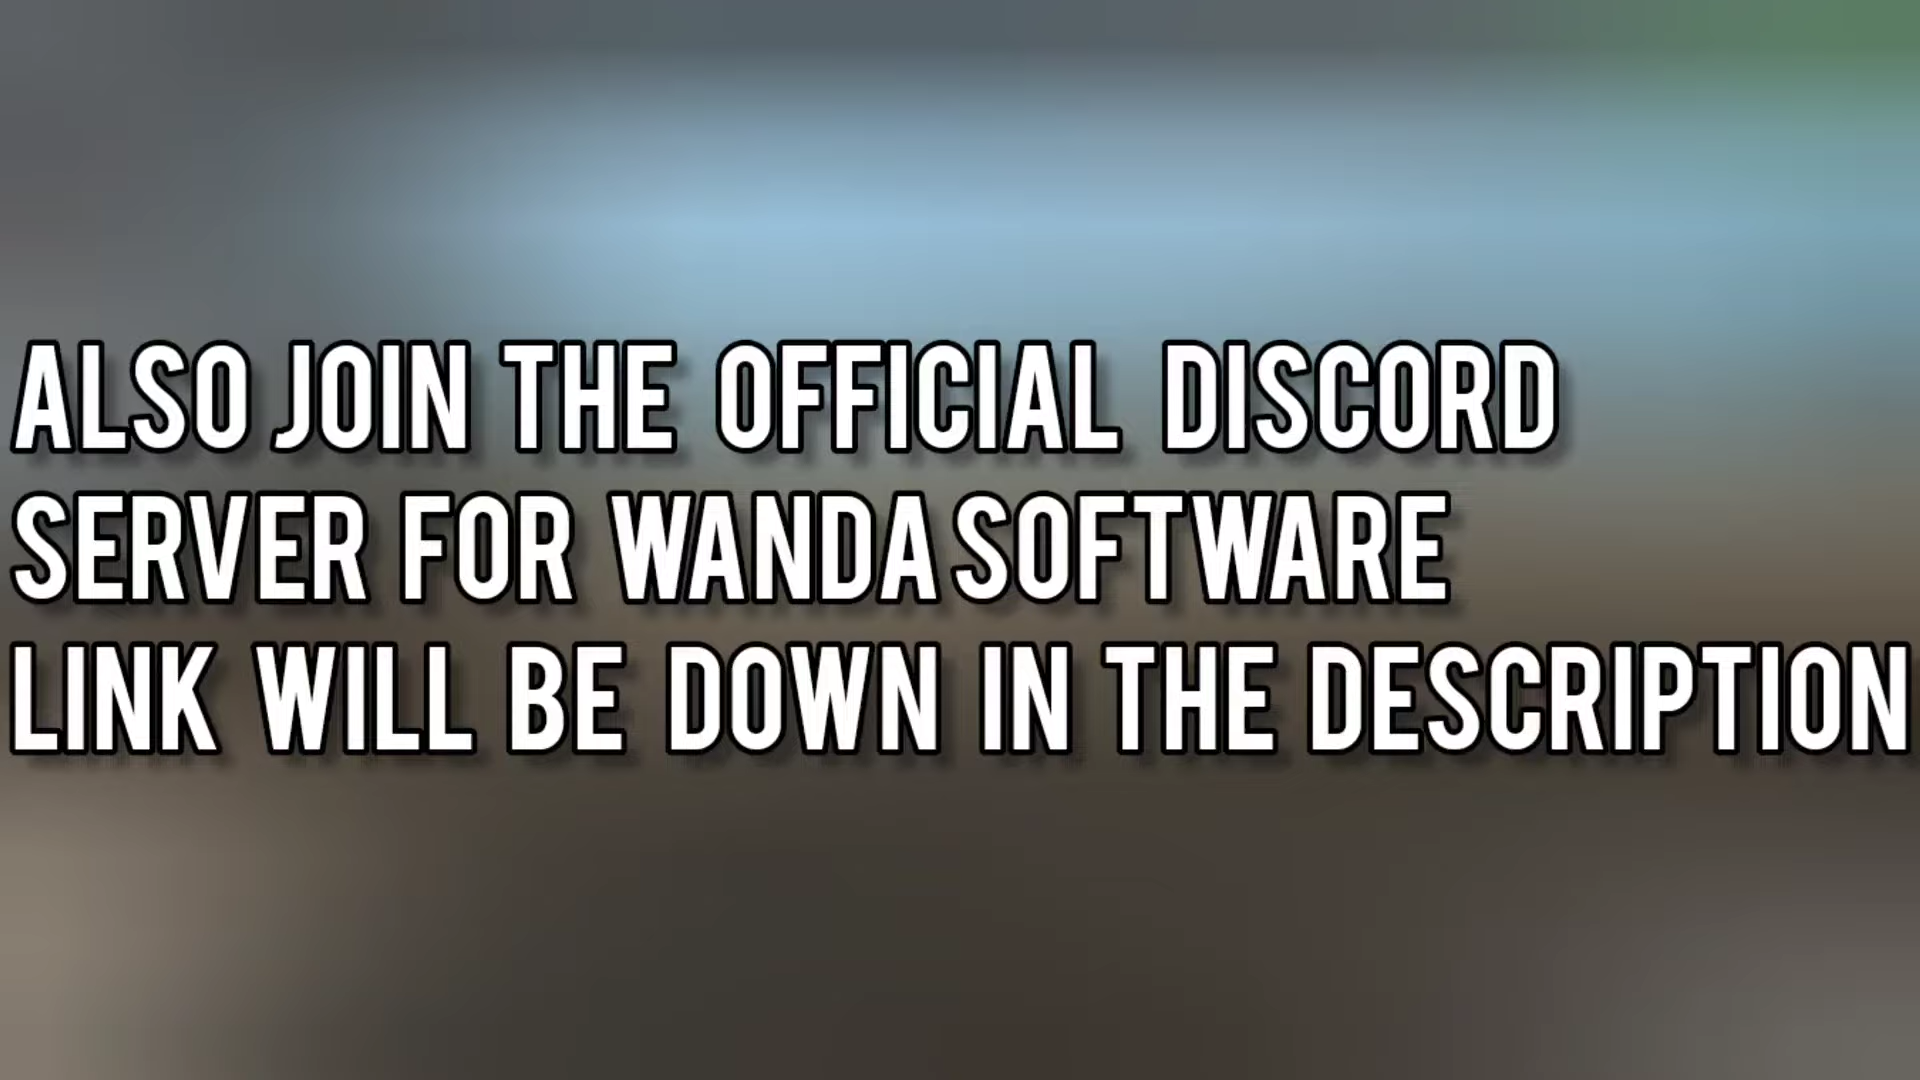 ALSO JOIN THE OFFICIAL DISCORD
SERVER FOR WANDA SOFTWARE
LINK WILL BE DOWN IN THE DESCRIPTION